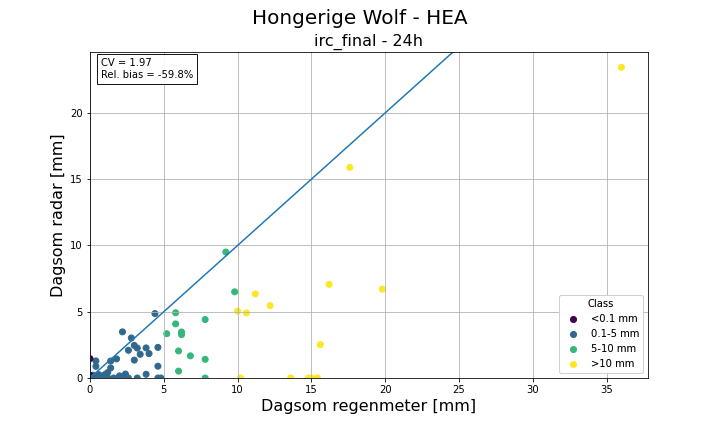 Hongerige Wolf - HEA
irc_final - 24h
CV = 1.97
Rel. bias = -59.8%
Dagsom radar [mm]
20
15
10
5
0
0 5 10 15 20 25 30 35
Dagsom regenmeter [mm]
Class
<0.1 mm
0.1-5 mm
5-10 mm
>10 mm